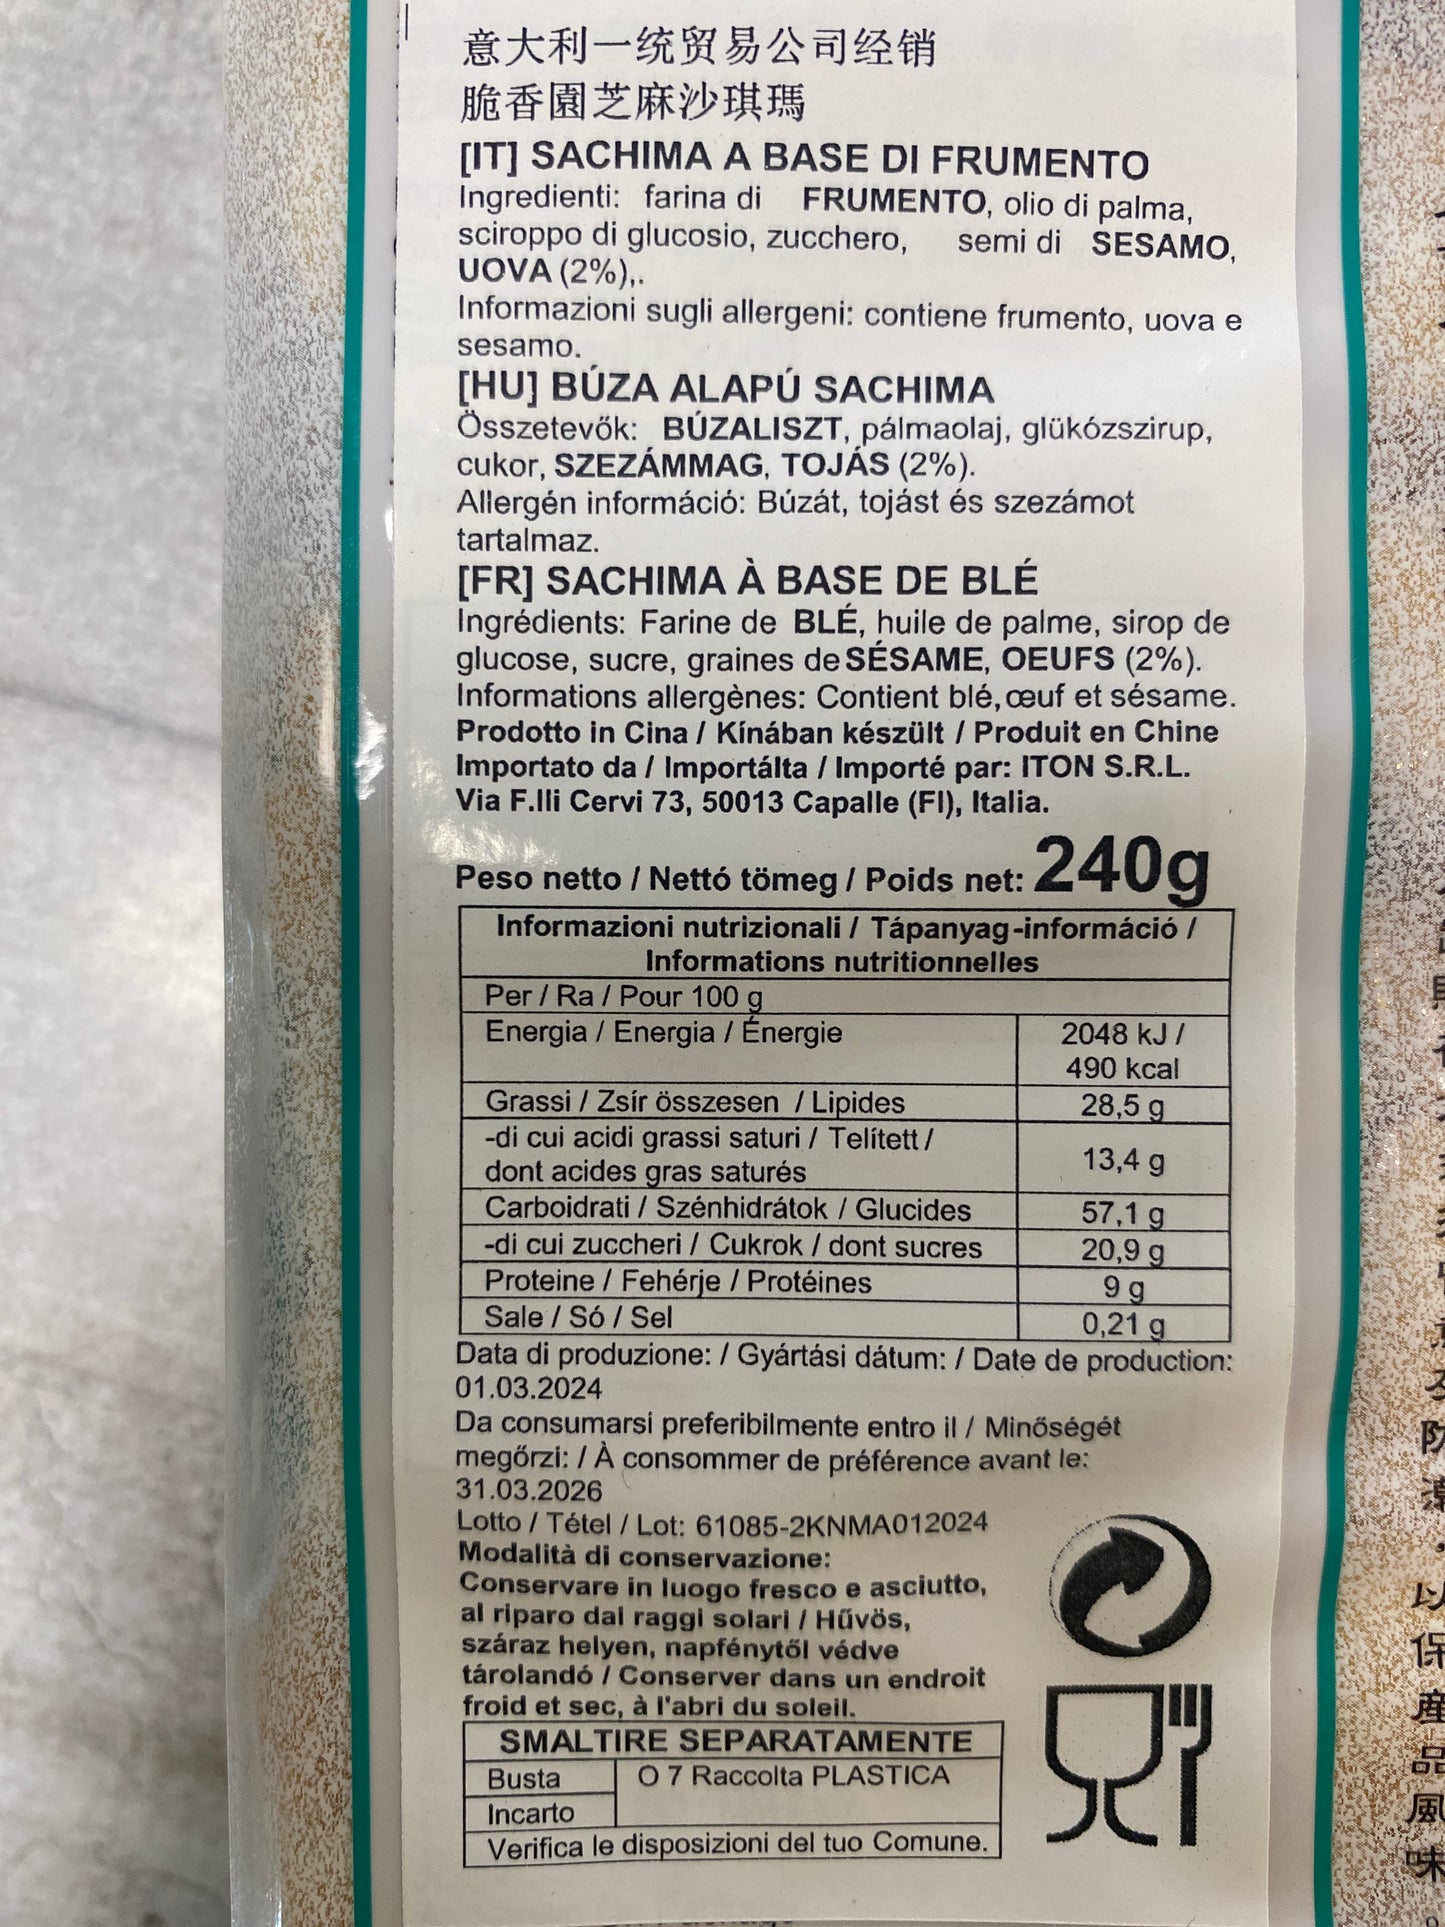 意大利一统贸易公司经销
脆香園芝麻沙琪瑪
[IT] SACHIMA A BASE DI FRUMENTO
Ingredienti: farina di FRUMENTO, olio di palma,
sciroppo di glucosio, zucchero, semi di SESAMO,
UOVA (2%),.
Informazioni sugli allergeni: contiene frumento, uova e
sesamo.
[HU] BÚZA ALAPÚ SACHIMA
Összetevők: BÚZALISZT, pálmaolaj, glükózszirup,
cukor, SZEZÁMMAG, TOJÁS (2%).
Allergén információ: Búzát, tojást és szezámot
tartalmaz.
[FR] SACHIMA À BASE DE BLÉ
Ingrédients: Farine de BLÉ, huile de palme, sirop de
glucose, sucre, graines de SÉSAME, OEUFS (2%).
Informations allergènes: Contient blé, œuf et sésame.
Prodotto in Cina / Kínában készült / Produit en Chine
Importato da / Importálta / Importé par: ITON S.R.L.
Via F.lli Cervi 73, 50013 Capalle (FI), Italia.
Peso netto / Nettó tömeg / Poids net: 240g
Informazioni nutrizionali / Tápanyag-információ /
Informations nutritionnelles
Per / Ra / Pour 100 g
Energia / Energia / Énergie 2048 kJ /
490 kcal
Grassi / Zsír összesen / Lipides 28,5 g
-di cui acidi grassi saturi / Telített /
dont acides gras saturés 13,4 g
Carboidrati / Szénhidrátok / Glucides 57,1 g
-di cui zuccheri / Cukrok / dont sucres 20,9 g
Proteine / Fehérje / Protéines 9 g
Sale / Só / Sel 0,21 g
Data di produzione: / Gyártási dátum: / Date de production:
01.03.2024
Da consumarsi preferibilmente entro il / Minőségét
megőrzi: / À consommer de préférence avant le:
31.03.2026
Lotto / Tétel / Lot: 61085-2KNMA012024
Modalità di conservazione:
Conservare in luogo fresco e asciutto,
al riparo dai raggi solari / Hűvös,
száraz helyen, napfénytől védve
tárolandó / Conserver dans un endroit
froid et sec, à l'abri du soleil.
SMALTIRE SEPARATAMENTE
Busta O 7 Raccolta PLASTICA
Incarto
Verifica le disposizioni del tuo Comune.
以保產品風味